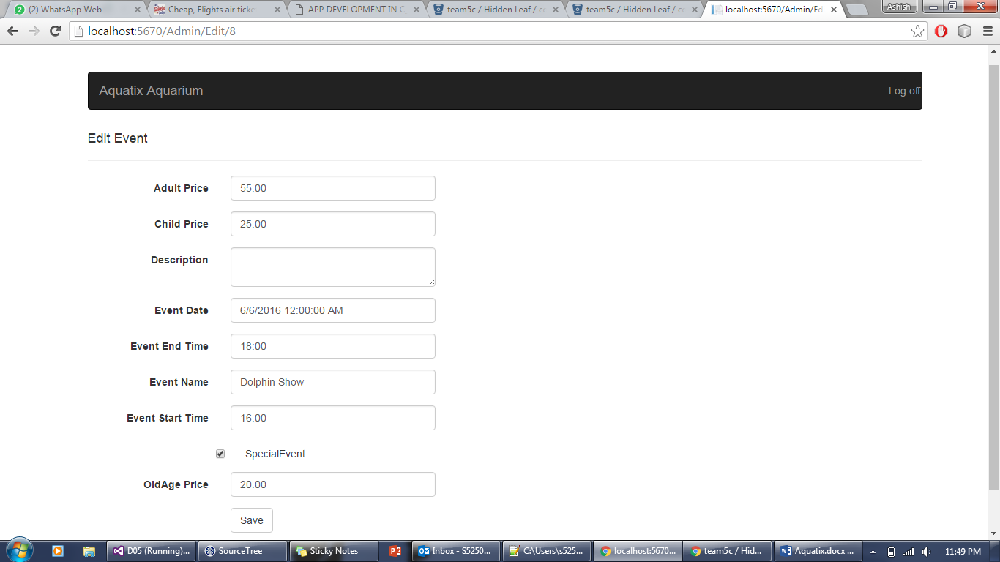 (2) WhatsApp Web
Cheap, Flights air ticke
APP DEVELOPMENT IN C
team5c / Hidden Leaf / co
team5c / Hidden Leaf / co
localhost:5670/Admin/Edi
Ashish
localhost:5670/Admin/Edit/8
Aquatix Aquarium
Log off
Edit Event
Adult Price
55.00
Child Price
25.00
Description
Event Date
6/6/2016 12:00:00 AM
Event End Time
18:00
Event Name
Dolphin Show
Event Start Time
16:00
SpecialEvent
OldAge Price
20.00
Save
D05 (Running)...
SourceTree
Sticky Notes
Inbox - S5250...
C:\Users\s525...
localhost:5670...
team5c / Hid...
Aquatix.docx ...
11:49 PM